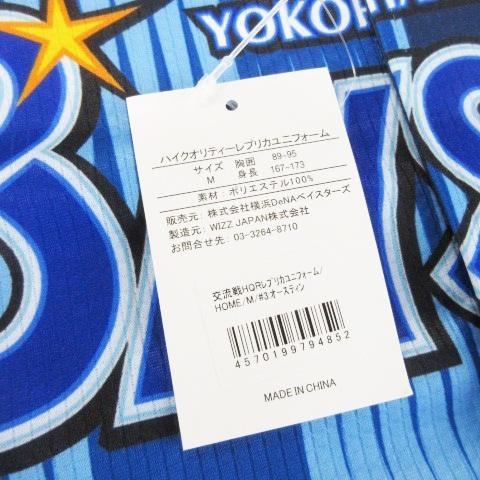 YOKOHAMA
BAYS
ハイクオリティーレプリカユニフォーム
サイズ 胸囲 89-95
M 身長 167-173
素材：ポリエステル100%
販売元：株式会社横浜DeNAベイスターズ
製造元：WIZZ JAPAN株式会社
お問合せ先：03-3264-8710
交流戦HQRレプリカユニフォーム/
HOME/M/#3オースティン
4570199794852
MADE IN CHINA